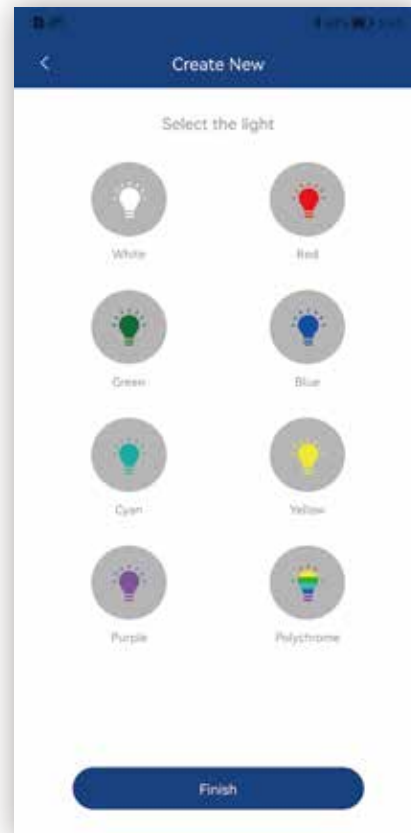 Create New
Select the light
White Red
Green Blue
Cyan Yellow
Purple Polychrome
Finish